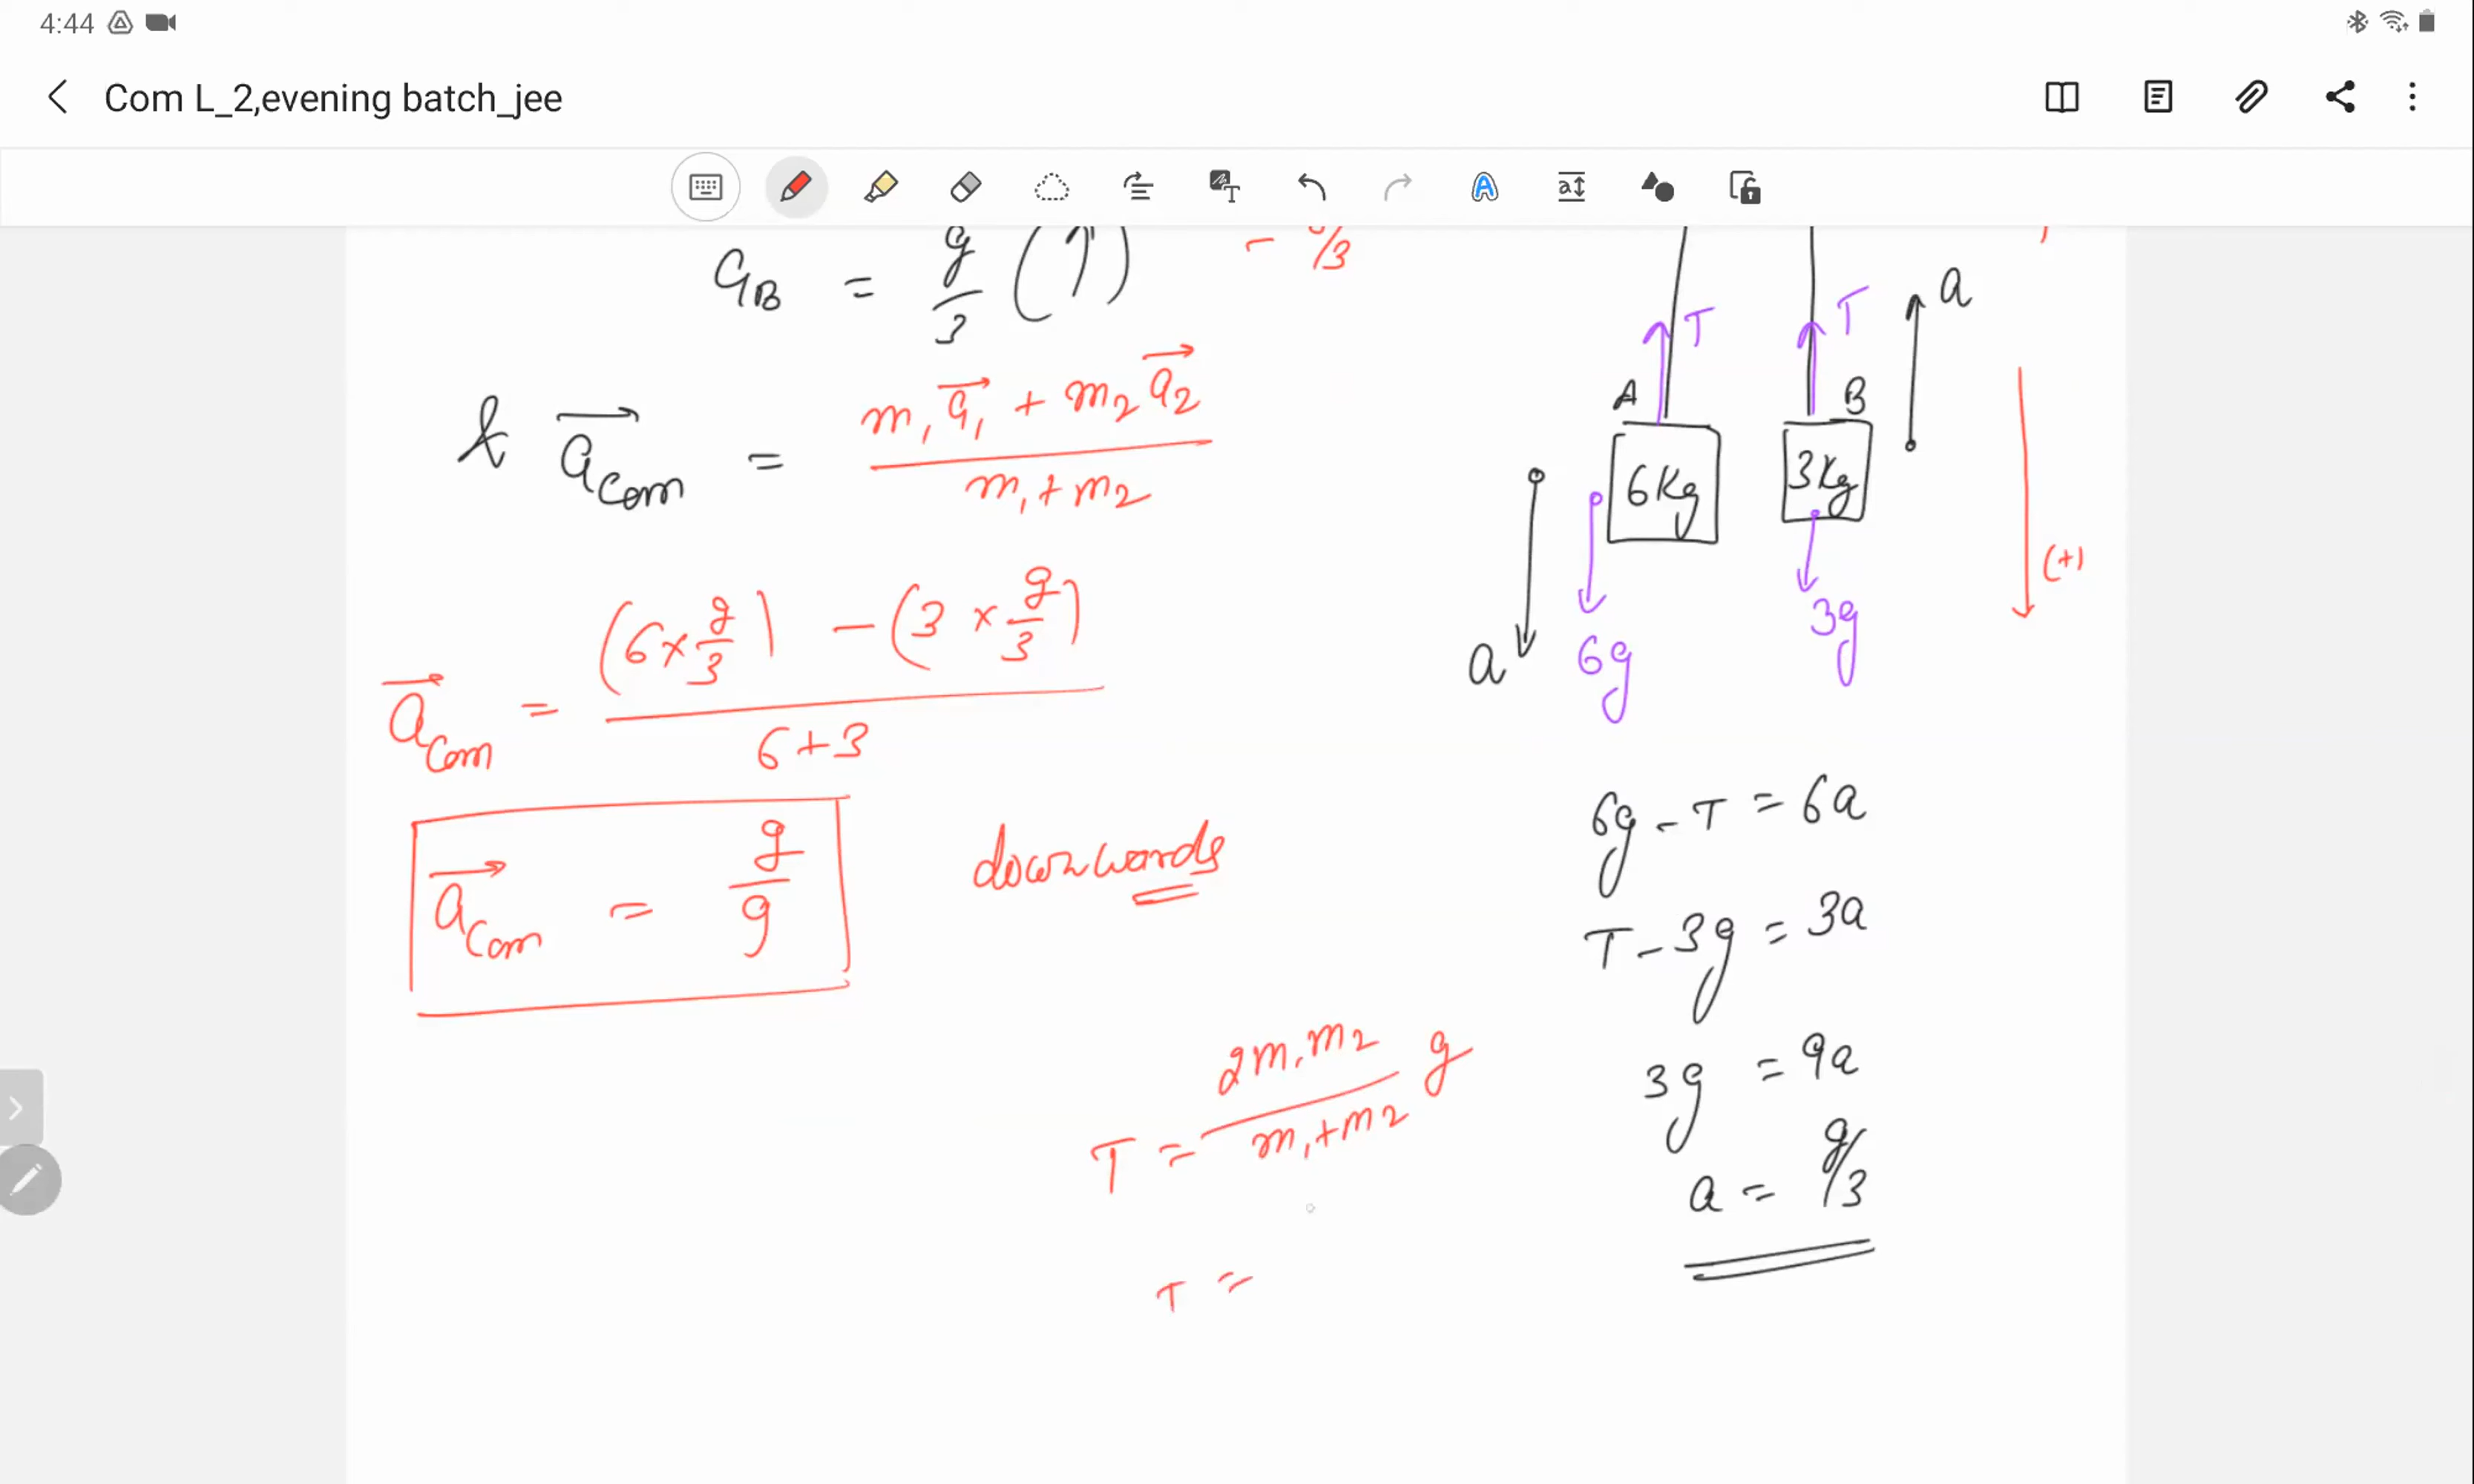 4:44
Com L_2,evening batch_jee
a_B = g/3 (↑)
- g/3
& a⃗_com = (m₁a⃗₁ + m₂a⃗₂)/(m₁+m₂)
a⃗_com = ((6×g/3) - (3×g/3))/(6+3)
a⃗_com = g/9 downwards
T = 2m₁m₂/(m₁+m₂) g
T =
T T a
A B
6Kg 3Kg
(+)
a 6g 3g
6g - T = 6a
T - 3g = 3a
3g = 9a
a = g/3